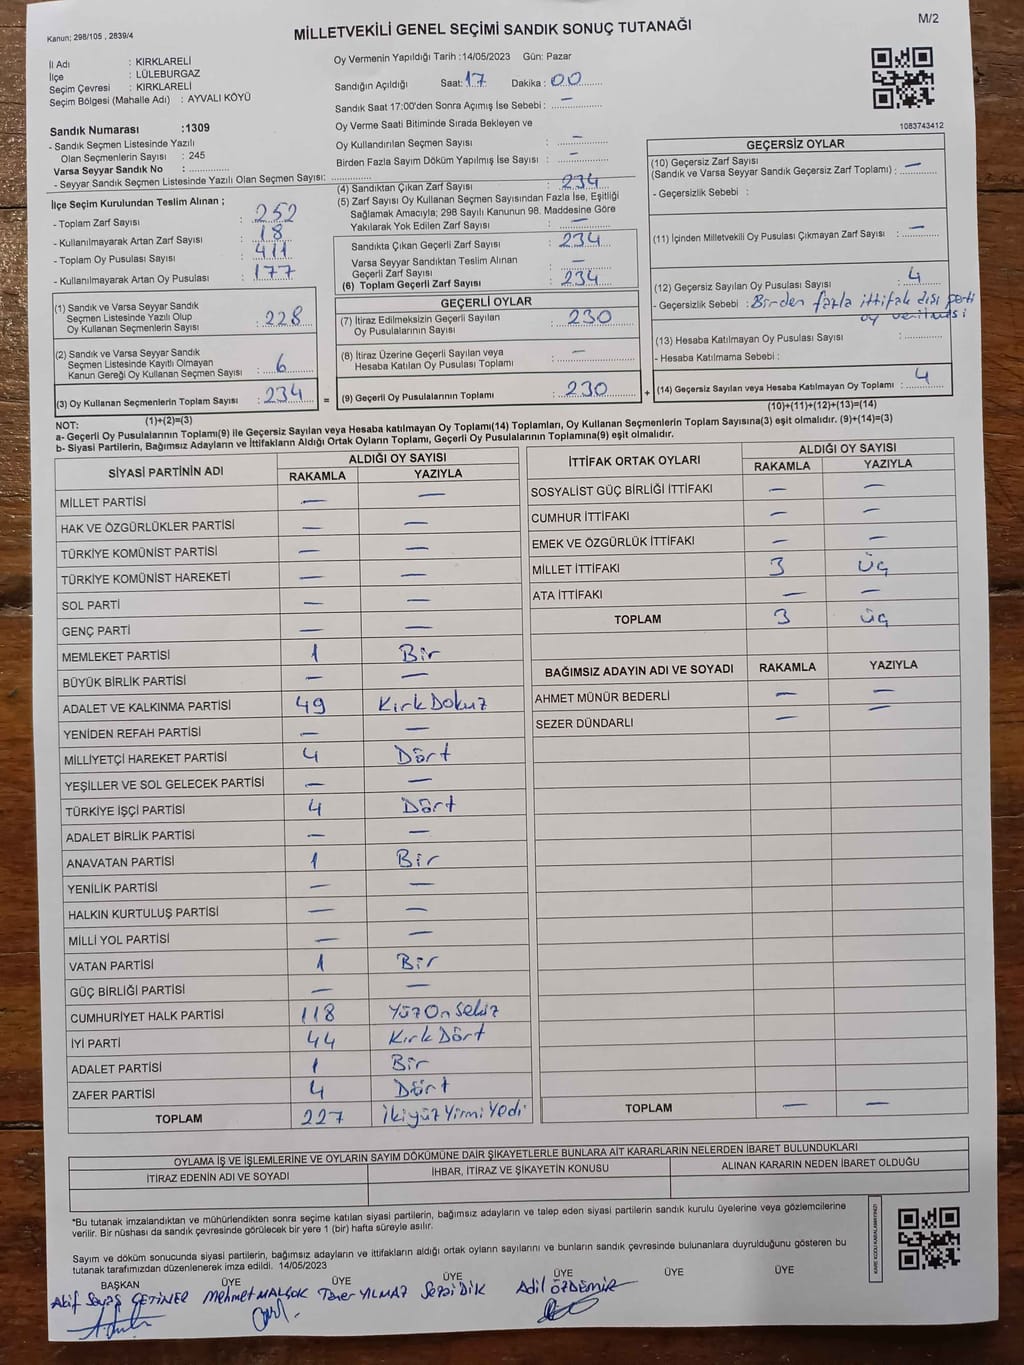 Kanun; 298/105 , 2839/4
MİLLETVEKİLİ GENEL SEÇİMİ SANDIK SONUÇ TUTANAĞI
M/2
İl Adı : KIRKLARELİ
İlçe : LÜLEBURGAZ
Seçim Çevresi : KIRKLARELİ
Seçim Bölgesi (Mahalle Adı) : AYVALI KÖYÜ
Sandık Numarası :1309
- Sandık Seçmen Listesinde Yazılı
Olan Seçmenlerin Sayısı : 245
Varsa Seyyar Sandık No :
- Seyyar Sandık Seçmen Listesinde Yazılı Olan Seçmen Sayısı:
İlçe Seçim Kurulundan Teslim Alınan ;
- Toplam Zarf Sayısı : 252
- Kullanılmayarak Artan Zarf Sayısı : 18
- Toplam Oy Pusulası Sayısı : 411
- Kullanılmayarak Artan Oy Pusulası : 177
(1) Sandık ve Varsa Seyyar Sandık
Seçmen Listesinde Yazılı Olup
Oy Kullanan Seçmenlerin Sayısı : 228
(2) Sandık ve Varsa Seyyar Sandık
Seçmen Listesinde Kayıtlı Olmayan
Kanun Gereği Oy Kullanan Seçmen Sayısı : 6
(3) Oy Kullanan Seçmenlerin Toplam Sayısı : 234 =
(1)+(2)=(3)
Oy Vermenin Yapıldığı Tarih :14/05/2023 Gün: Pazar
Sandığın Açıldığı Saat: 17 Dakika : 00
Sandık Saat 17:00'den Sonra Açımış İse Sebebi : —
Oy Verme Saati Bitiminde Sırada Bekleyen ve
Oy Kullandırılan Seçmen Sayısı : —
Birden Fazla Sayım Döküm Yapılmış İse Sayısı : —
(4) Sandıktan Çıkan Zarf Sayısı : 234
(5) Zarf Sayısı Oy Kullanan Seçmen Sayısından Fazla İse, Eşitliği
Sağlamak Amacıyla; 298 Sayılı Kanunun 98. Maddesine Göre
Yakılarak Yok Edilen Zarf Sayısı : —
Sandıkta Çıkan Geçerli Zarf Sayısı : 234
Varsa Seyyar Sandıktan Teslim Alınan
Geçerli Zarf Sayısı : —
(6) Toplam Geçerli Zarf Sayısı : 234
GEÇERLİ OYLAR
(7) İtiraz Edilmeksizin Geçerli Sayılan
Oy Pusulalarının Sayısı : 230
(8) İtiraz Üzerine Geçerli Sayılan veya
Hesaba Katılan Oy Pusulası Toplamı : —
(9) Geçerli Oy Pusulalarının Toplamı : 230 +
1083743412
GEÇERSİZ OYLAR
(10) Geçersiz Zarf Sayısı
(Sandık ve Varsa Seyyar Sandık Geçersiz Zarf Toplamı) : —
- Geçersizlik Sebebi :
(11) İçinden Milletvekili Oy Pusulası Çıkmayan Zarf Sayısı : —
(12) Geçersiz Sayılan Oy Pusulası Sayısı : 4
- Geçersizlik Sebebi : Birden fazla ittifak dışı parti
oy verilmesi
(13) Hesaba Katılmayan Oy Pusulası Sayısı :
- Hesaba Katılmama Sebebi :
(14) Geçersiz Sayılan veya Hesaba Katılmayan Oy Toplamı : 4
(10)+(11)+(12)+(13)=(14)
NOT:
a- Geçerli Oy Pusulalarının Toplamı(9) ile Geçersiz Sayılan veya Hesaba katılmayan Oy Toplamı(14) Toplamları, Oy Kullanan Seçmenlerin Toplam Sayısına(3) eşit olmalıdır. (9)+(14)=(3)
b- Siyasi Partilerin, Bağımsız Adayların ve İttifakların Aldığı Ortak Oyların Toplamı, Geçerli Oy Pusulalarının Toplamına(9) eşit olmalıdır.
SİYASİ PARTİNİN ADI ALDIĞI OY SAYISI
RAKAMLA YAZIYLA
MİLLET PARTİSİ — —
HAK VE ÖZGÜRLÜKLER PARTİSİ — —
TÜRKİYE KOMÜNİST PARTİSİ — —
TÜRKİYE KOMÜNİST HAREKETİ — —
SOL PARTİ — —
GENÇ PARTİ — —
MEMLEKET PARTİSİ 1 Bir
BÜYÜK BİRLİK PARTİSİ — —
ADALET VE KALKINMA PARTİSİ 49 Kırk Dokuz
YENİDEN REFAH PARTİSİ — —
MİLLİYETÇİ HAREKET PARTİSİ 4 Dört
YEŞİLLER VE SOL GELECEK PARTİSİ — —
TÜRKİYE İŞÇİ PARTİSİ 4 Dört
ADALET BİRLİK PARTİSİ — —
ANAVATAN PARTİSİ 1 Bir
YENİLİK PARTİSİ — —
HALKIN KURTULUŞ PARTİSİ — —
MİLLİ YOL PARTİSİ — —
VATAN PARTİSİ 1 Bir
GÜÇ BİRLİĞİ PARTİSİ — —
CUMHURİYET HALK PARTİSİ 118 Yüz On Sekiz
İYİ PARTİ 44 Kırk Dört
ADALET PARTİSİ 1 Bir
ZAFER PARTİSİ 4 Dört
TOPLAM 227 İkiyüz Yirmi Yedi
İTTİFAK ORTAK OYLARI ALDIĞI OY SAYISI
RAKAMLA YAZIYLA
SOSYALİST GÜÇ BİRLİĞİ İTTİFAKI — —
CUMHUR İTTİFAKI — —
EMEK VE ÖZGÜRLÜK İTTİFAKI — —
MİLLET İTTİFAKI 3 Üç
ATA İTTİFAKI — —
TOPLAM 3 Üç
BAĞIMSIZ ADAYIN ADI VE SOYADI RAKAMLA YAZIYLA
AHMET MÜNÜR BEDERLİ — —
SEZER DÜNDARLI — —
TOPLAM — —
OYLAMA İŞ VE İŞLEMLERİNE VE OYLARIN SAYIM DÖKÜMÜNE DAİR ŞİKAYETLERLE BUNLARA AİT KARARLARIN NELERDEN İBARET BULUNDUKLARI
İTİRAZ EDENİN ADI VE SOYADI İHBAR, İTİRAZ VE ŞİKAYETİN KONUSU ALINAN KARARIN NEDEN İBARET OLDUĞU
*Bu tutanak imzalandıktan ve mühürlendikten sonra seçime katılan siyasi partilerin, bağımsız adayların ve talep eden siyasi partilerin sandık kurulu üyelerine veya gözlemcilerine
verilir. Bir nüshası da sandık çevresinde görülecek bir yere 1 (bir) hafta süreyle asılır.
Sayım ve döküm sonucunda siyasi partilerin, bağımsız adayların ve ittifakların aldığı ortak oyların sayılarını ve bunların sandık çevresinde bulunanlara duyrulduğunu gösteren bu
tutanak tarafımızdan düzenlenerek imza edildi. 14/05/2023
KARE KODU KARALAMAYINIZ!
BAŞKAN ÜYE ÜYE ÜYE ÜYE ÜYE ÜYE
Akif Savaş ÇETİNER Mehmet MALÇOK Taner YILMAZ Sezai DİK Adil ÖZDEMİR